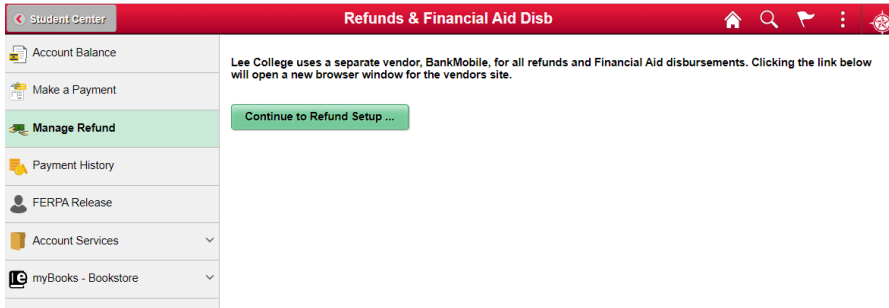 Student Center
Refunds & Financial Aid Disb
Account Balance
Make a Payment
Manage Refund
Payment History
FERPA Release
Account Services
myBooks - Bookstore
Lee College uses a separate vendor, BankMobile, for all refunds and Financial Aid disbursements. Clicking the link below
will open a new browser window for the vendors site.
Continue to Refund Setup ...